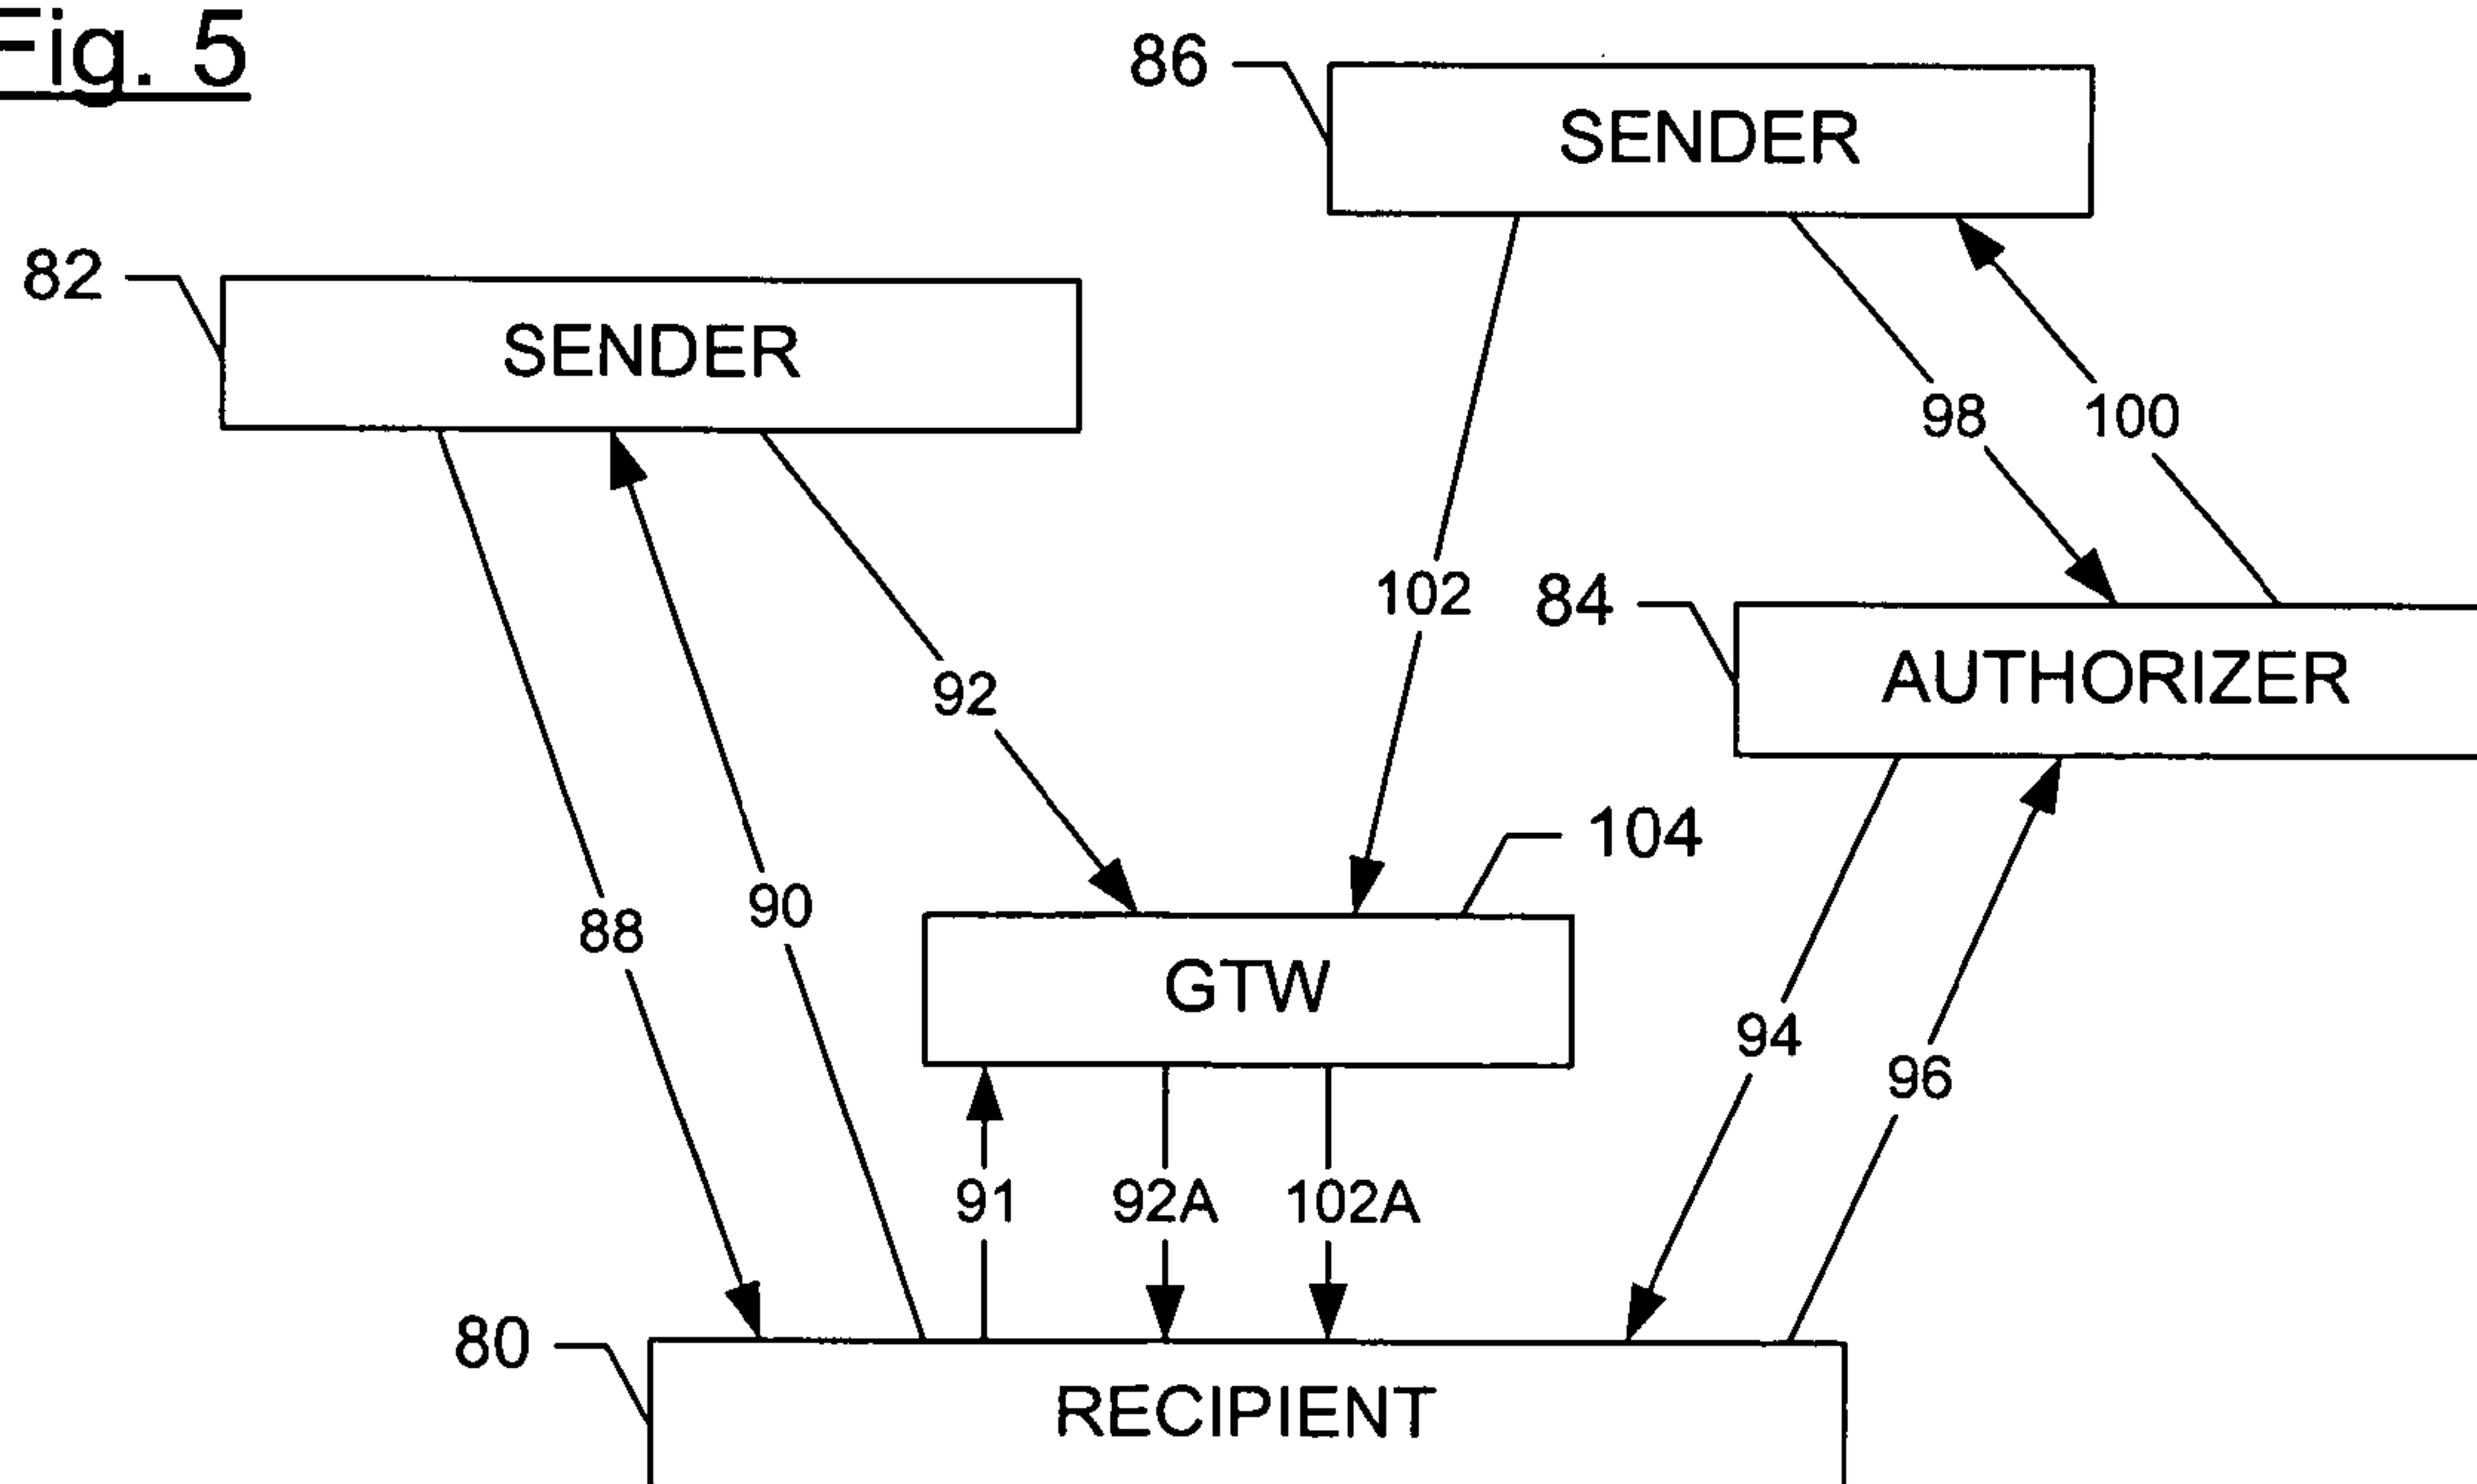 Fig. 5
86
SENDER
82
SENDER
98
100
102
84
AUTHORIZER
92
104
90
88
GTW
94
96
91
92A
102A
80
RECIPIENT